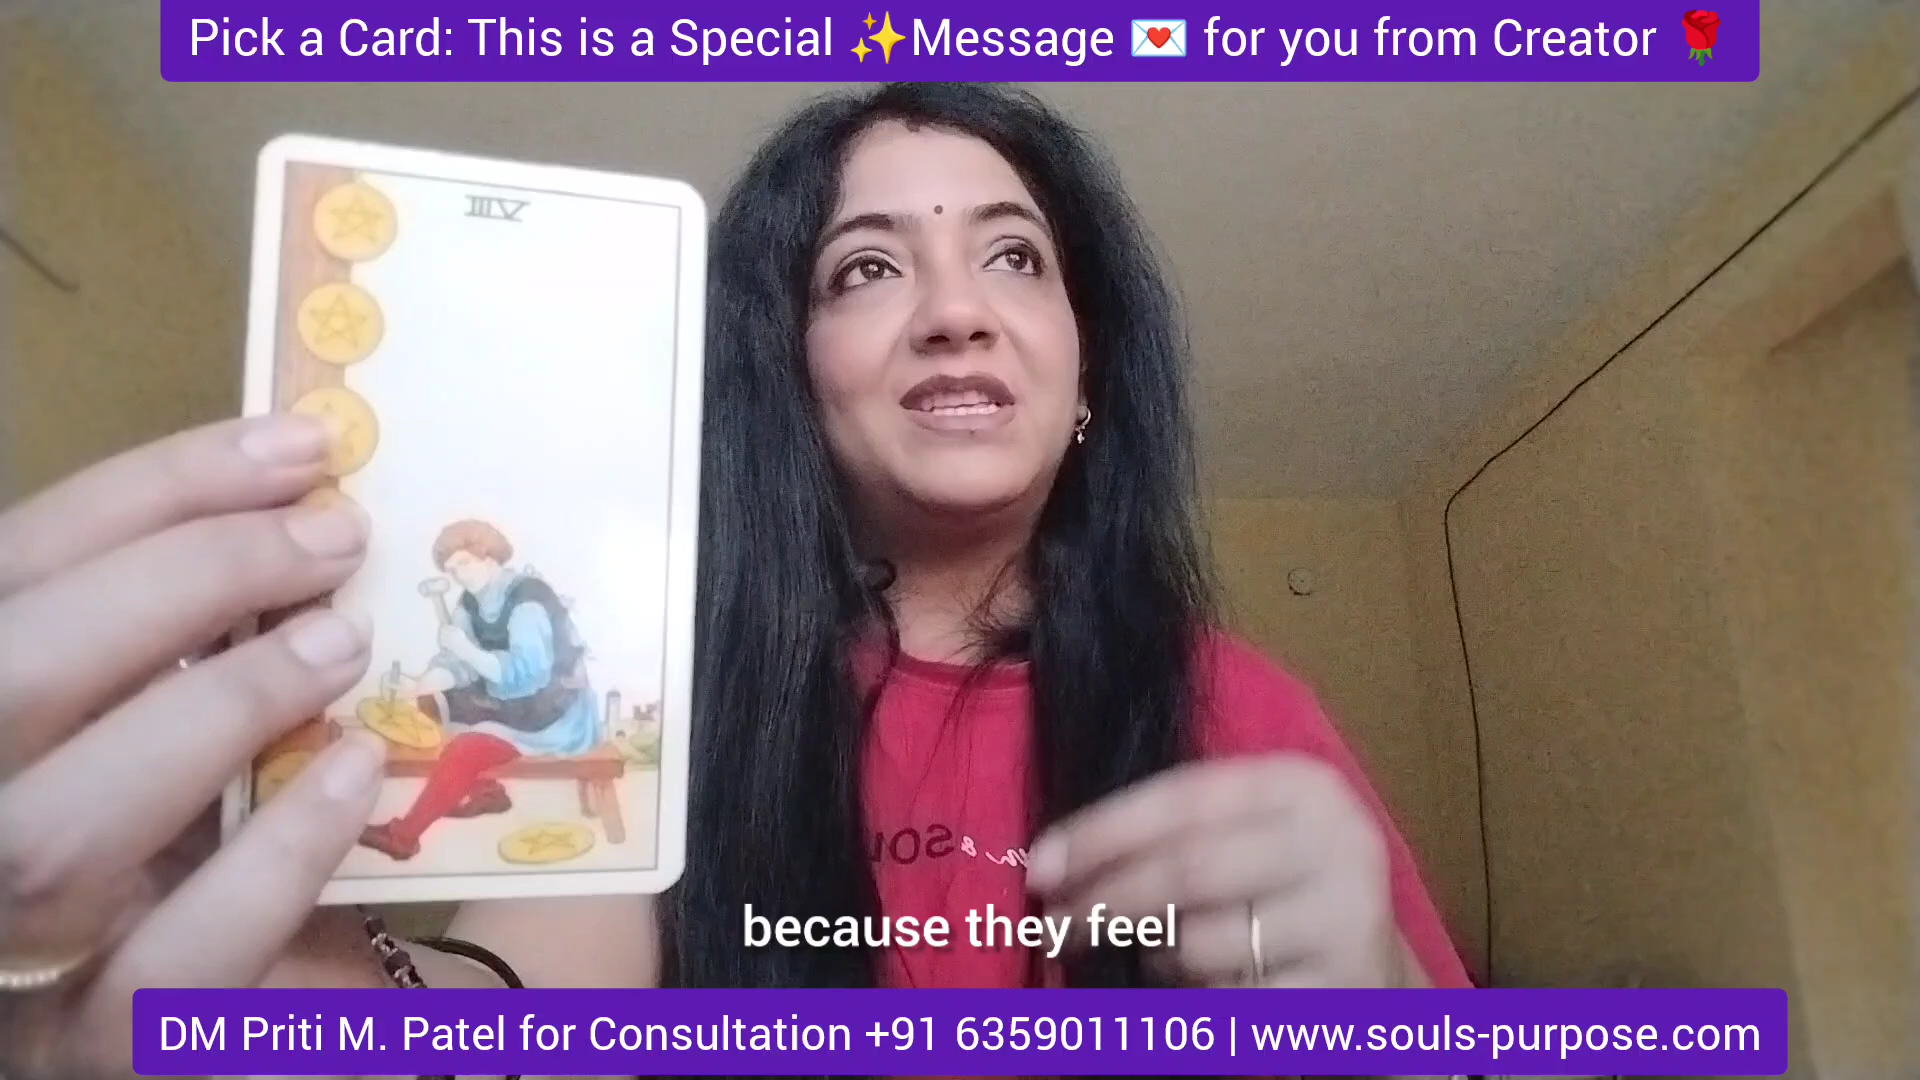 Pick a Card: This is a Special ✨Message 💌 for you from Creator 🌹
because they feel
DM Priti M. Patel for Consultation +91 6359011106 | www.souls-purpose.com